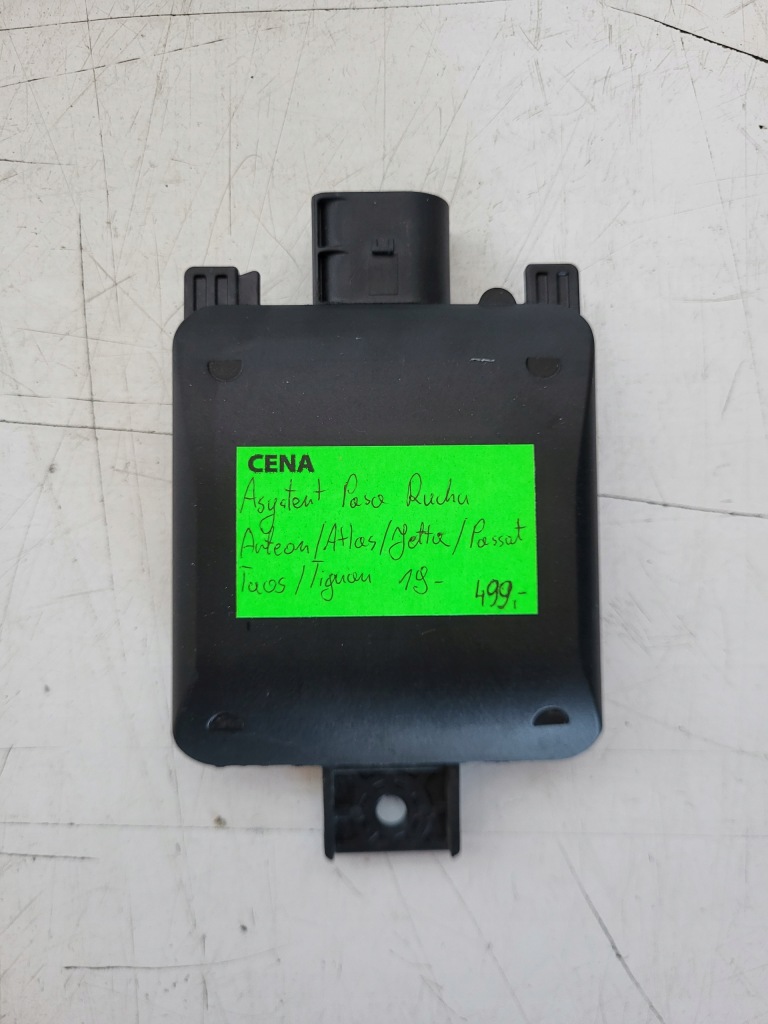 CENA
Asystent Pasa Ruchu
Arteon/Atlas/Jetta/Passat
Taos/Tiguan 19- 499,-